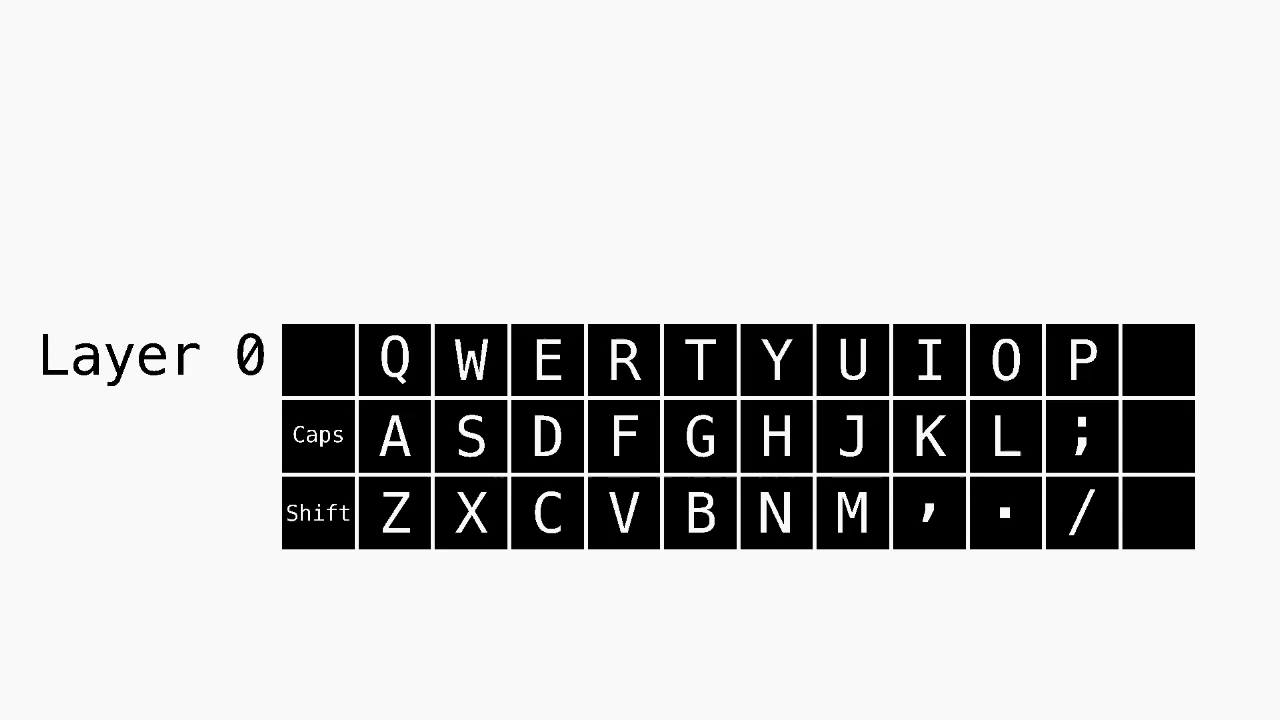 Layer 0 Q W E R T Y U I O P
Caps A S D F G H J K L ;
Shift Z X C V B N M , . /